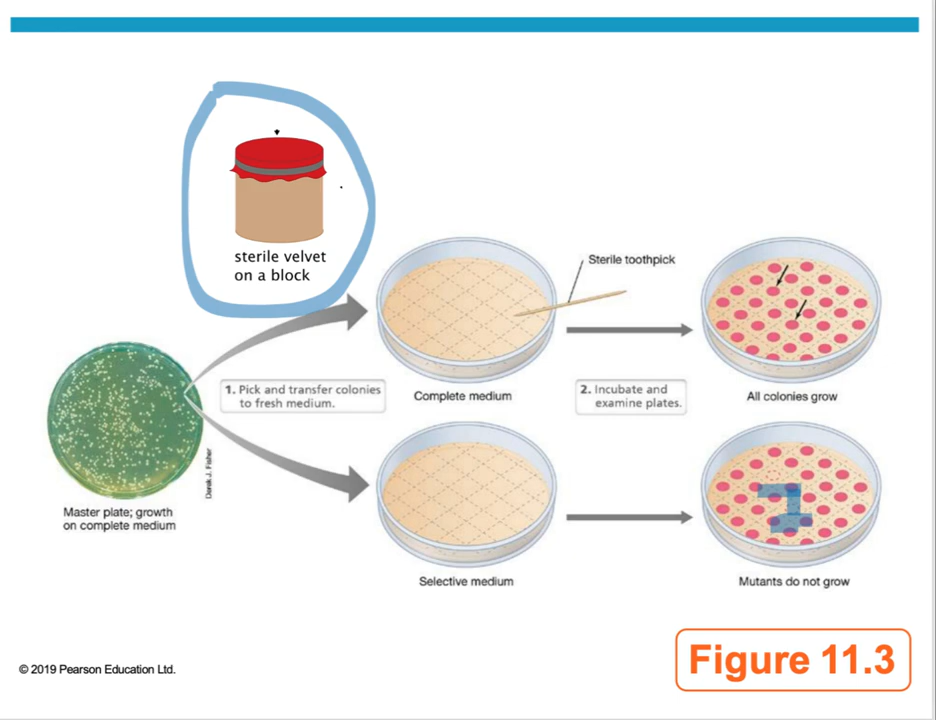 sterile velvet
on a block
Sterile toothpick
1. Pick and transfer colonies
to fresh medium.
Complete medium
2. Incubate and
examine plates.
All colonies grow
Derek J. Fisher
Master plate; growth
on complete medium
Selective medium
Mutants do not grow
© 2019 Pearson Education Ltd.
Figure 11.3